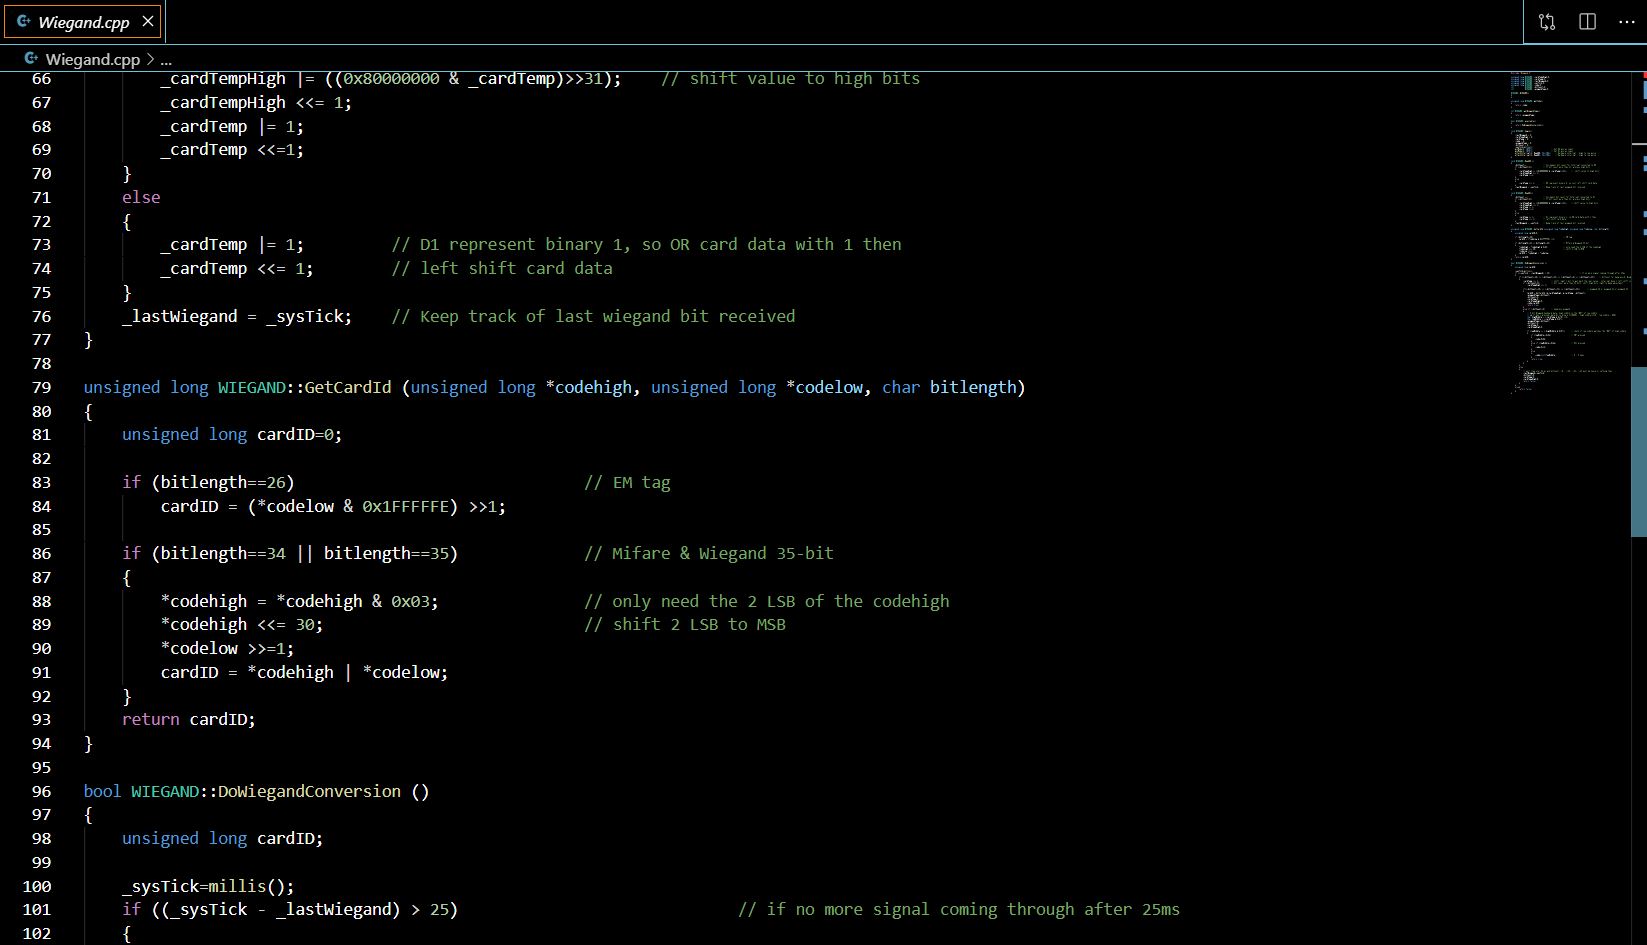 Wiegand.cpp
Wiegand.cpp > ...
66 _cardTempHigh |= ((0x80000000 & _cardTemp)>>31); // shift value to high bits
67 _cardTempHigh <<= 1;
68 _cardTemp |= 1;
69 _cardTemp <<=1;
70 }
71 else
72 {
73 _cardTemp |= 1; // D1 represent binary 1, so OR card data with 1 then
74 _cardTemp <<= 1; // left shift card data
75 }
76 _lastWiegand = _sysTick; // Keep track of last wiegand bit received
77 }
78
79 unsigned long WIEGAND::GetCardId (unsigned long *codehigh, unsigned long *codelow, char bitlength)
80 {
81 unsigned long cardID=0;
82
83 if (bitlength==26) // EM tag
84 cardID = (*codelow & 0x1FFFFFE) >>1;
85
86 if (bitlength==34 || bitlength==35) // Mifare & Wiegand 35-bit
87 {
88 *codehigh = *codehigh & 0x03; // only need the 2 LSB of the codehigh
89 *codehigh <<= 30; // shift 2 LSB to MSB
90 *codelow >>=1;
91 cardID = *codehigh | *codelow;
92 }
93 return cardID;
94 }
95
96 bool WIEGAND::DoWiegandConversion ()
97 {
98 unsigned long cardID;
99
100 _sysTick=millis();
101 if ((_sysTick - _lastWiegand) > 25) // if no more signal coming through after 25ms
102 {